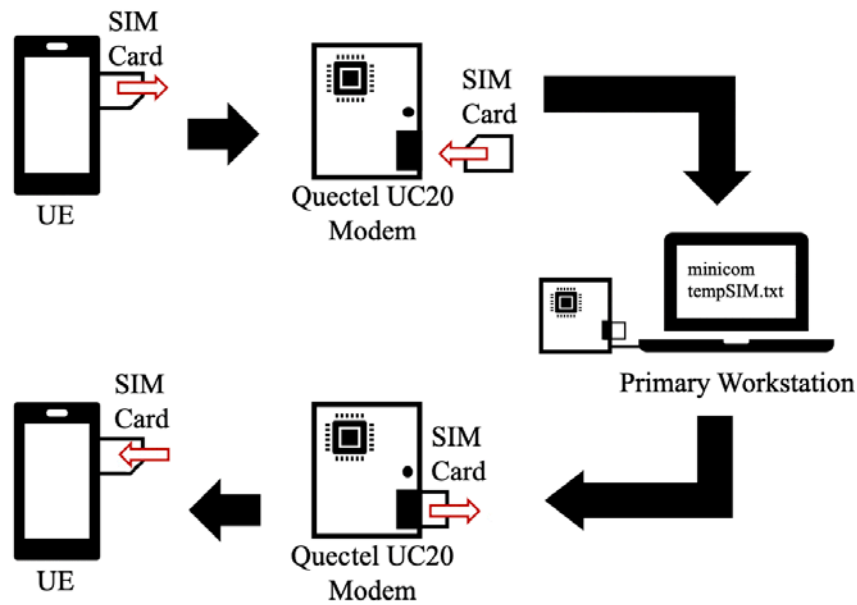 SIM
Card
UE
Quectel UC20
Modem
SIM
Card
minicom
tempSIM.txt
Primary Workstation
SIM
Card
UE
SIM
Card
Quectel UC20
Modem